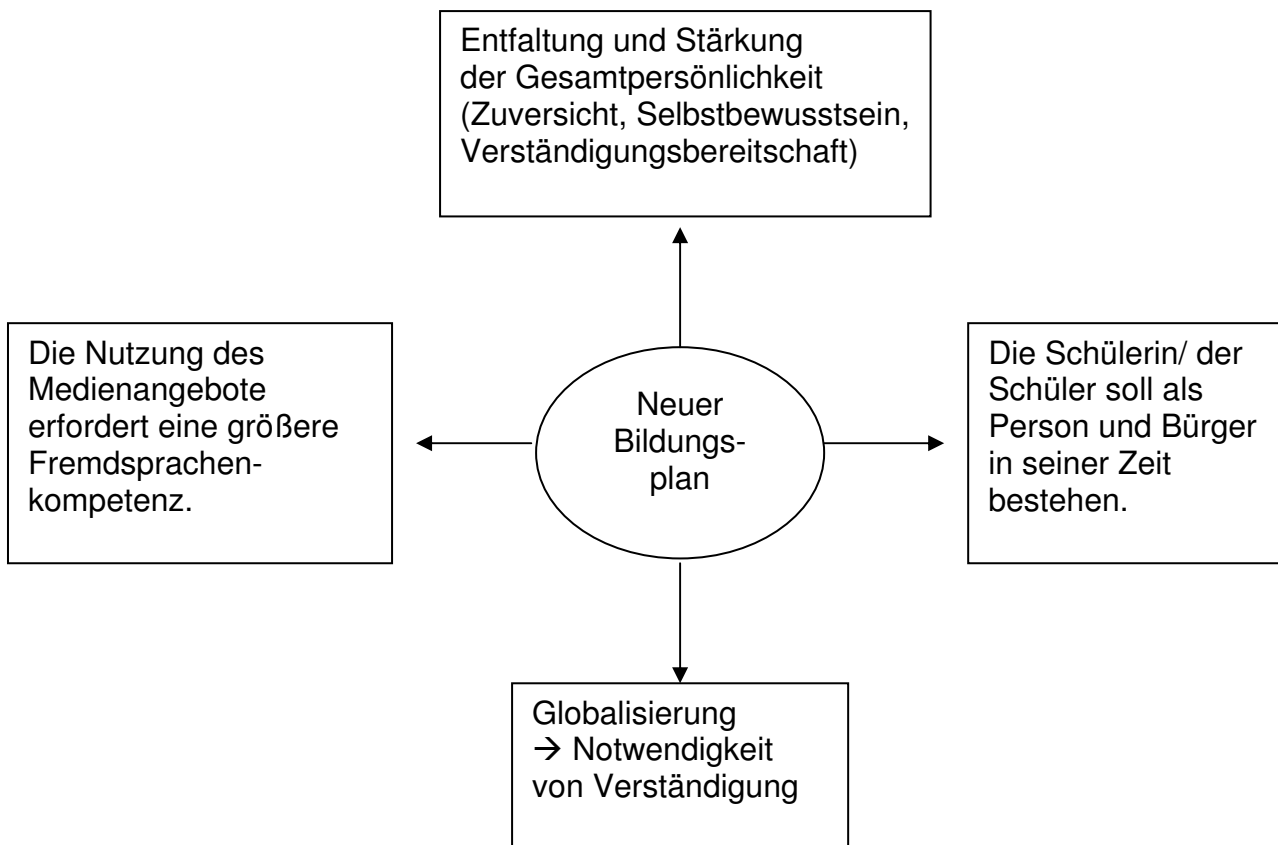 Entfaltung und Stärkung
der Gesamtpersönlichkeit
(Zuversicht, Selbstbewusstsein,
Verständigungsbereitschaft)
Die Nutzung des
Medienangebote
erfordert eine größere
Fremdsprachen-
kompetenz.
Neuer
Bildungs-
plan
Die Schülerin/ der
Schüler soll als
Person und Bürger
in seiner Zeit
bestehen.
Globalisierung
→ Notwendigkeit
von Verständigung